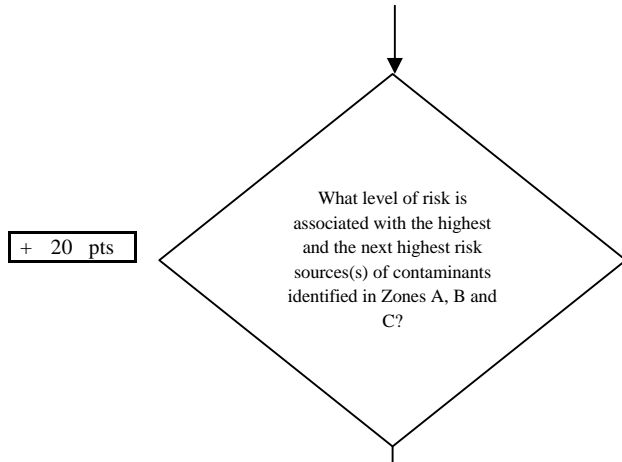 What level of risk is
associated with the highest
and the next highest risk
sources(s) of contaminants
identified in Zones A, B and
C?
+ 20 pts